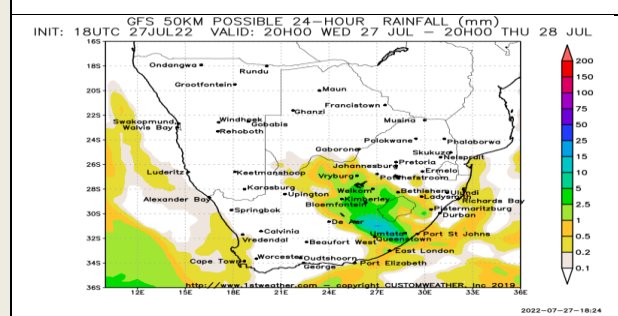 GFS 50KM POSSIBLE 24-HOUR RAINFALL (mm)
INIT: 18UTC 27JUL22 VALID: 20H00 WED 27 JUL - 20H00 THU 28 JUL
16S
Ondangwa
Rundu
18S
Grootfontein
Maun
20S
Francistown
Ghanzi
22S
Swakopmund
Windhoek
Gobabis
Musina
Walvis Bay
Rehoboth
24S
Polokwane
Phalaborwa
Gaborone
Skukuza
Nelspruit
26S
Johannesburg
Pretoria
Luderitz
Keetmanshoop
Vryburg
Ermelo
Potchefstroom
28S
Karasburg
Upington
Welkom
Bethlehem
Ulundi
Alexander Bay
Kimberley
Ladysmith
Richards Bay
Bloemfontein
Springbok
Pietermaritzburg
30S
Durban
De Aar
Calvinia
Umtata
Port St Johns
32S
Vredendal
Beaufort West
Queenstown
East London
Cape Town
Worcester
Oudtshoorn
34S
George
Port Elizabeth
http://www.1stweather.com - copyright CUSTOMWEATHER, Inc 2019
36S
12E 15E 18E 21E 24E 27E 30E 33E 36E
200
150
100
75
50
25
15
10
5
2.5
1
0.5
0.2
0.1
2022-07-27-18:24